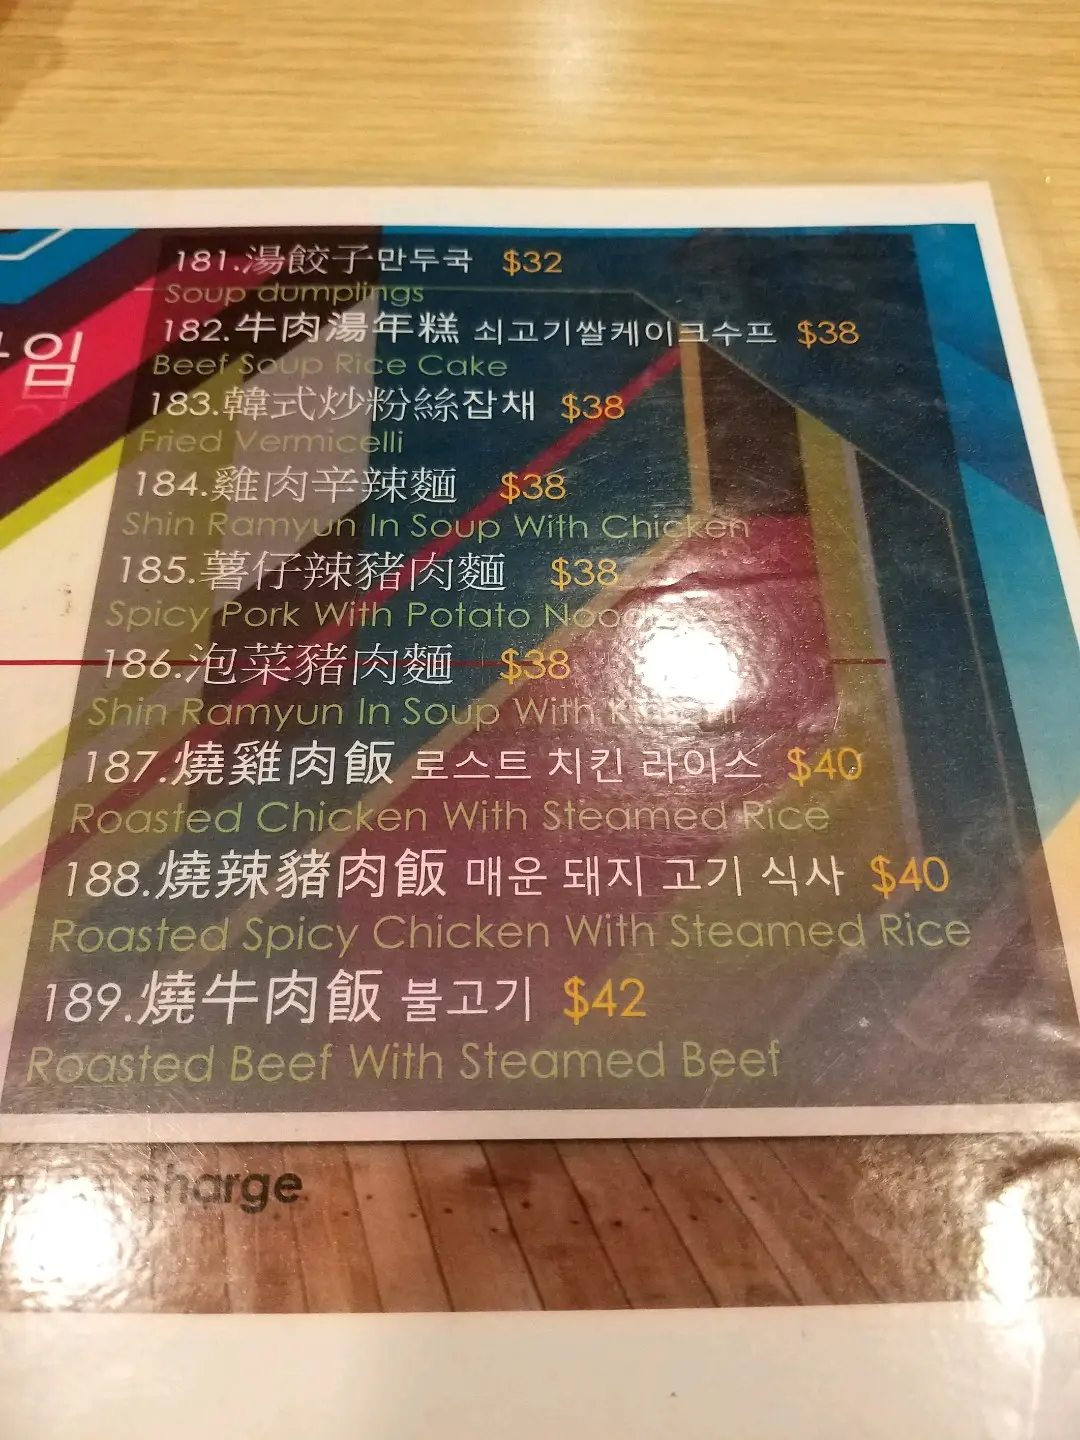 181.湯餃子만두국 $32
Soup dumplings
182.牛肉湯年糕 쇠고기쌀케이크수프 $38
Beef Soup Rice Cake
183.韓式炒粉絲잡채 $38
Fried Vermicelli
184.雞肉辛辣麵 $38
Shin Ramyun In Soup With Chicken
185.薯仔辣豬肉麵 $38
Spicy Pork With Potato
임
186.泡菜豬肉麵 $38
Shin Ramyun In Soup With
187.燒雞肉飯 로스트 치킨 라이스 $40
Roasted Chicken With Steamed Rice
188.燒辣豬肉飯 매운 돼지 고기 식사 $40
Roasted Spicy Chicken With Steamed Rice
189.燒牛肉飯 불고기 $42
Roasted Beef With Steamed Beef
charge